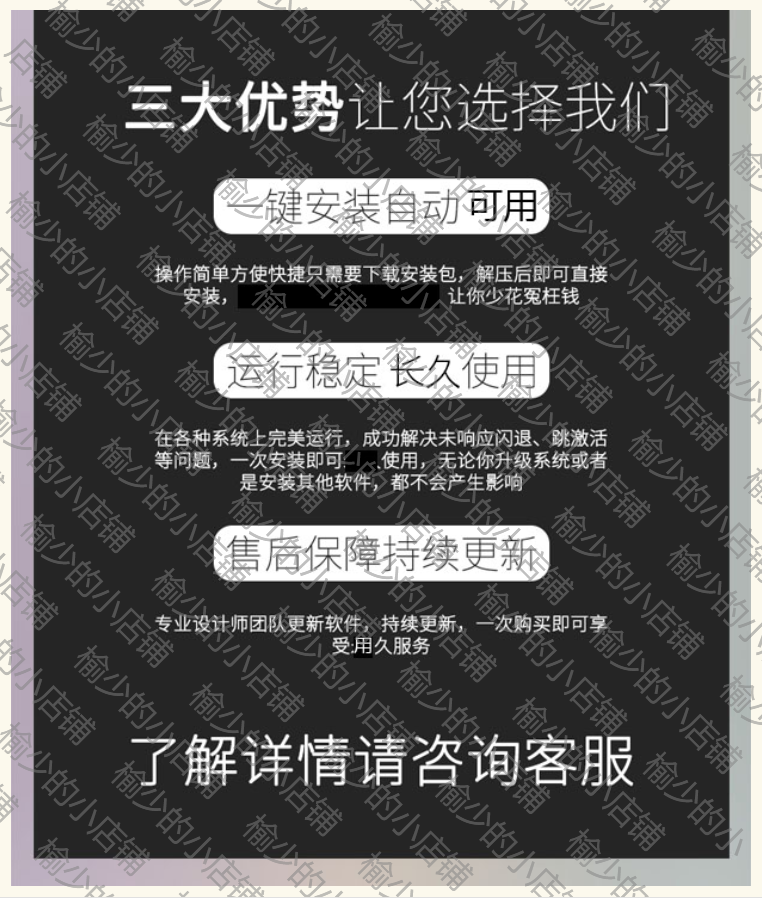 三大优势让您选择我们
一键安装自动可用
操作简单方使快捷只需要下载安装包，解压后即可直接
安装， 让你少花冤枉钱
运行稳定长久使用
在各种系统上完美运行，成功解决未响应闪退、跳激活
等问题，一次安装即可 使用，无论你升级系统或者
是安装其他软件，都不会产生影响
售后保障持续更新
专业设计师团队更新软件，持续更新，一次购买即可享
受:用久服务
了解详情请咨询客服
榆少的小店铺